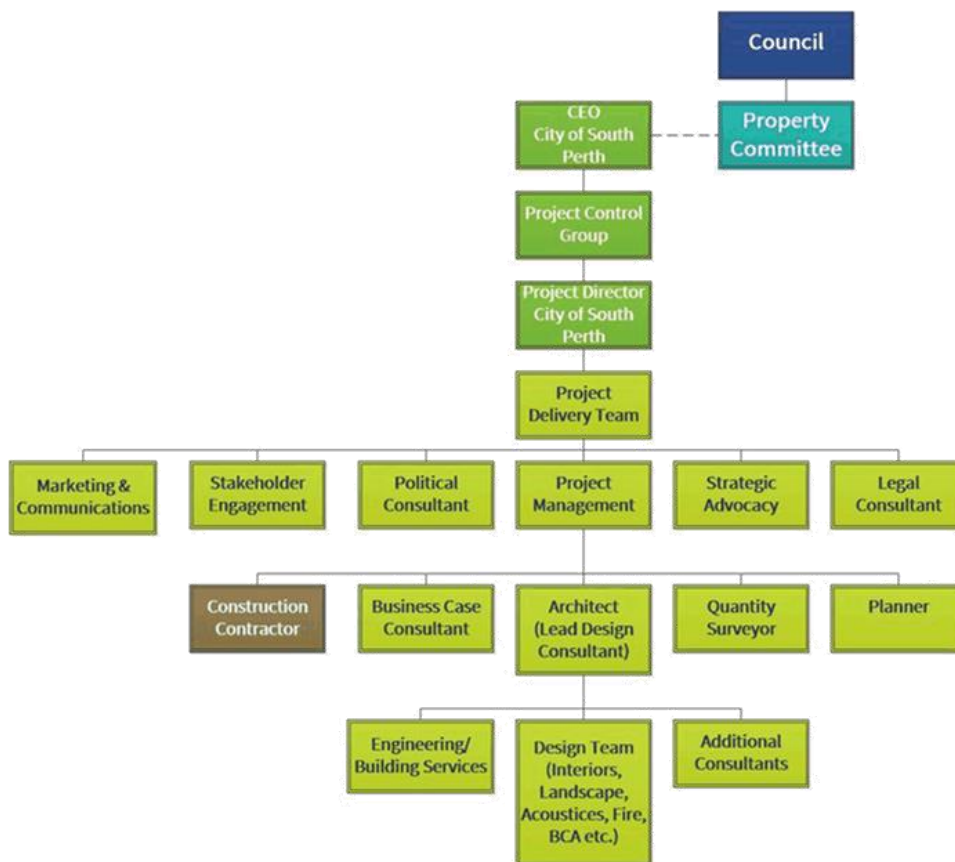 Council
CEO
City of South
Perth
Property
Committee
Project Control
Group
Project Director
City of South
Perth
Project
Delivery Team
Marketing &
Communications
Stakeholder
Engagement
Political
Consultant
Project
Management
Strategic
Advocacy
Legal
Consultant
Construction
Contractor
Business Case
Consultant
Architect
(Lead Design
Consultant)
Quantity
Surveyor
Planner
Engineering/
Building Services
Design Team
(Interiors,
Landscape,
Acoustices, Fire,
BCA etc.)
Additional
Consultants